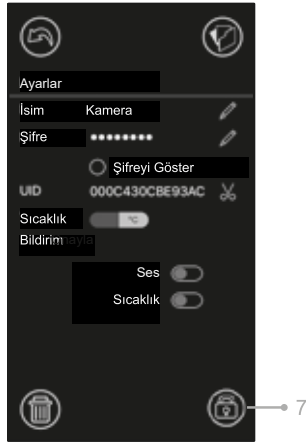 Ayarlar
İsim Kamera
Şifre ••••••••
Şifreyi Göster
UID 000C430CBE93AC
Sıcaklık °C
Bildirim
Ses
Sıcaklık
7